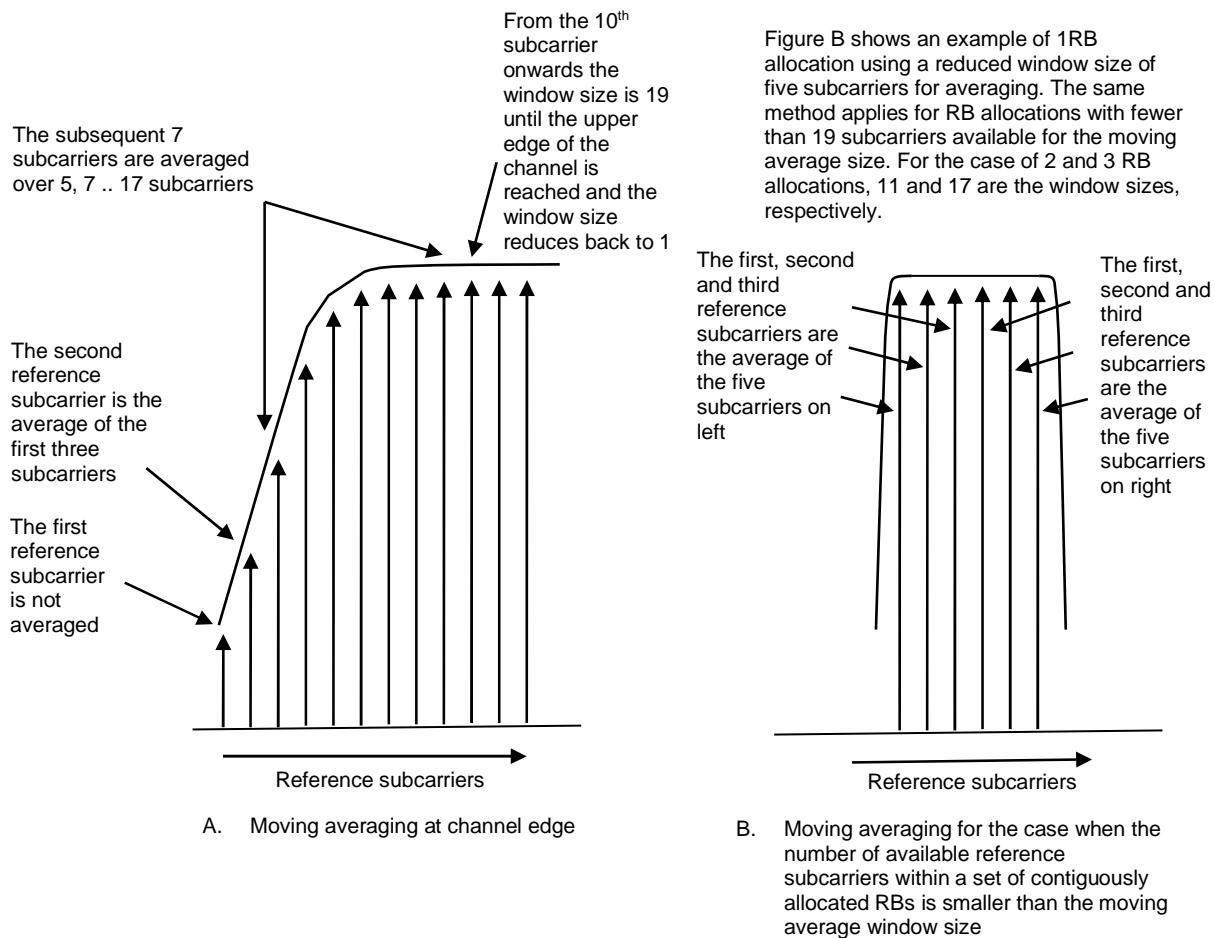 From the 10th
subcarrier
onwards the
window size is 19
until the upper
edge of the
channel is
reached and the
window size
reduces back to 1
Figure B shows an example of 1RB
allocation using a reduced window size of
five subcarriers for averaging. The same
method applies for RB allocations with fewer
than 19 subcarriers available for the moving
average size. For the case of 2 and 3 RB
allocations, 11 and 17 are the window sizes,
respectively.
The subsequent 7
subcarriers are averaged
over 5, 7 .. 17 subcarriers
The second
reference
subcarrier is the
average of the
first three
subcarriers
The first
reference
subcarrier
is not
averaged
Reference subcarriers
A. Moving averaging at channel edge
The first, second
and third
reference
subcarriers are
the average of
the five
subcarriers on
left
The first,
second and
third
reference
subcarriers
are the
average of
the five
subcarriers
on right
Reference subcarriers
B. Moving averaging for the case when the
number of available reference
subcarriers within a set of contiguously
allocated RBs is smaller than the moving
average window size